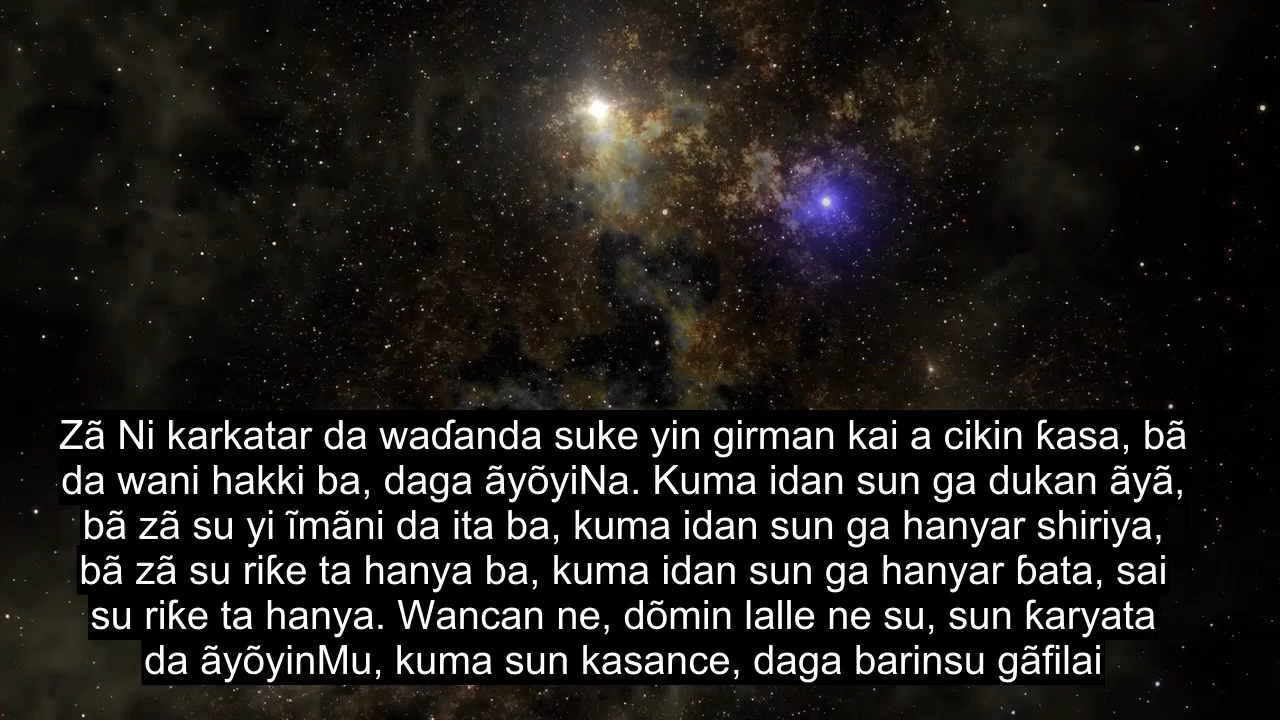 Zã Ni karkatar da waɗanda suke yin girman kai a cikin ƙasa, bã
da wani hakki ba, daga ãyõyiNa. Kuma idan sun ga dukan ãyã,
bã zã su yi ĩmãni da ita ba, kuma idan sun ga hanyar shiriya,
bã zã su riƙe ta hanya ba, kuma idan sun ga hanyar ɓata, sai
su riƙe ta hanya. Wancan ne, dõmin lalle ne su, sun ƙaryata
da ãyõyinMu, kuma sun kasance, daga barinsu gãfilai